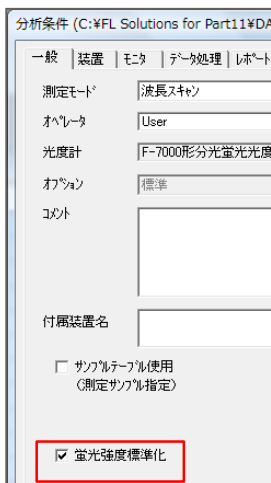 分析条件 (C:¥FL Solutions for Part11¥DA
一般 装置 モニタ データ処理 レポート
測定モード 波長スキャン
オペレータ User
光度計 F-7000形分光蛍光光度
オプション 標準
コメント
付属装置名
サンプルテーブル使用
(測定サンプル指定)
蛍光強度標準化